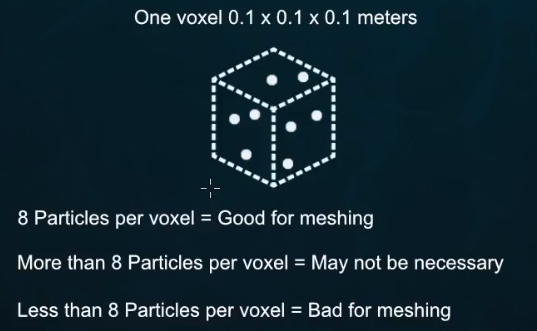 One voxel 0.1 x 0.1 x 0.1 meters
8 Particles per voxel = Good for meshing
More than 8 Particles per voxel = May not be necessary
Less than 8 Particles per voxel = Bad for meshing